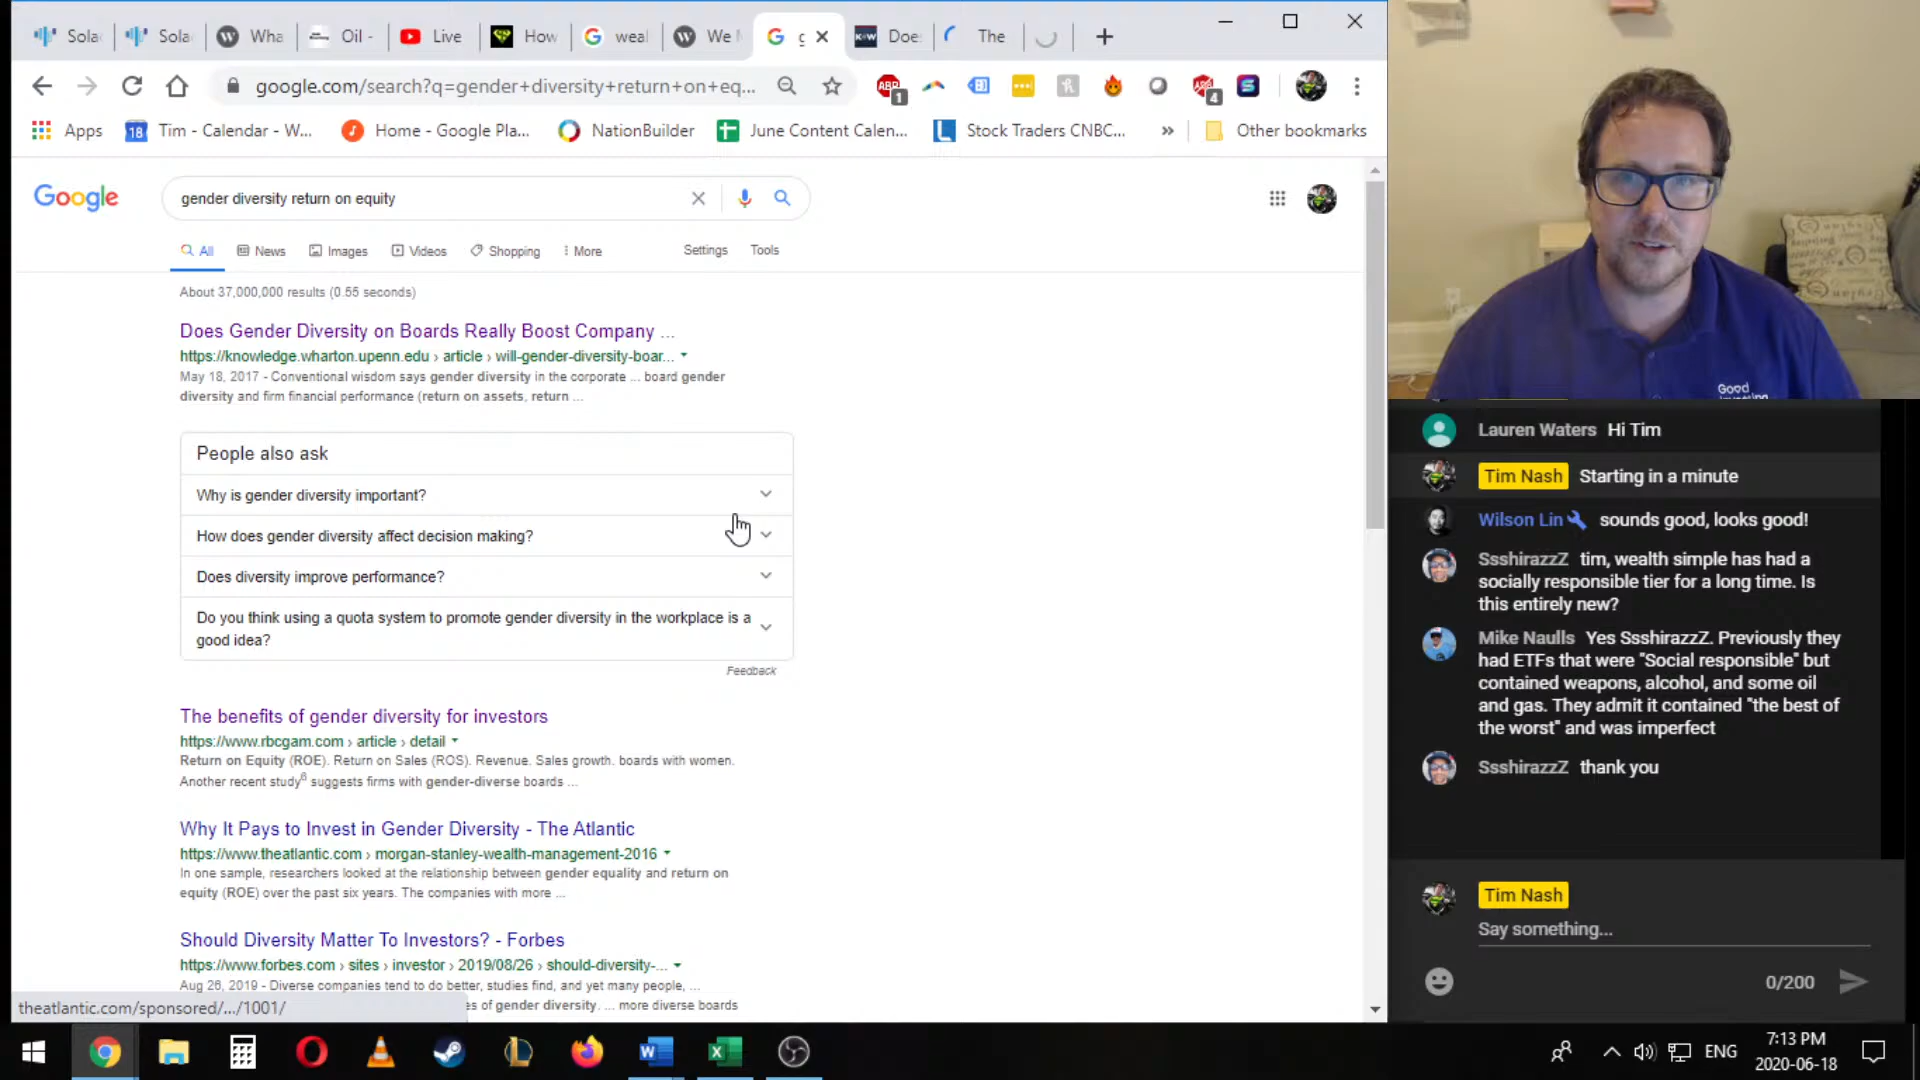 Sola
Sola
Wha
Oil -
Live
How
weal
We M
g
Doe
The
google.com/search?q=gender+diversity+return+on+eq...
ABP
1
4
Apps
18
Tim - Calendar - W...
Home - Google Pla...
NationBuilder
June Content Calen...
Stock Traders CNBC...
»
Other bookmarks
Google
gender diversity return on equity
All
News
Images
Videos
Shopping
More
Settings
Tools
About 37,000,000 results (0.55 seconds)
Does Gender Diversity on Boards Really Boost Company ...
https://knowledge.wharton.upenn.edu › article › will-gender-diversity-boar...
May 18, 2017 - Conventional wisdom says gender diversity in the corporate ... board gender
diversity and firm financial performance (return on assets, return ...
People also ask
Why is gender diversity important?
How does gender diversity affect decision making?
Does diversity improve performance?
Do you think using a quota system to promote gender diversity in the workplace is a
good idea?
Feedback
The benefits of gender diversity for investors
https://www.rbcgam.com › article › detail
Return on Equity (ROE). Return on Sales (ROS). Revenue. Sales growth. boards with women.
Another recent study6 suggests firms with gender-diverse boards ...
Why It Pays to Invest in Gender Diversity - The Atlantic
https://www.theatlantic.com › morgan-stanley-wealth-management-2016
In one sample, researchers looked at the relationship between gender equality and return on
equity (ROE) over the past six years. The companies with more ...
Should Diversity Matter To Investors? - Forbes
https://www.forbes.com › sites › investor › 2019/08/26 › should-diversity-...
Aug 26, 2019 - Diverse companies tend to do better, studies find, and yet many people, ...
es of gender diversity. ... more diverse boards
theatlantic.com/sponsored/.../1001/
Good
Investing
Lauren Waters Hi Tim
Tim Nash Starting in a minute
Wilson Lin sounds good, looks good!
SsshirazzZ tim, wealth simple has had a
socially responsible tier for a long time. Is
this entirely new?
Mike Naulls Yes SsshirazzZ. Previously they
had ETFs that were "Social responsible" but
contained weapons, alcohol, and some oil
and gas. They admit it contained "the best of
the worst" and was imperfect
SsshirazzZ thank you
Tim Nash
Say something...
0/200
ENG
7:13 PM
2020-06-18